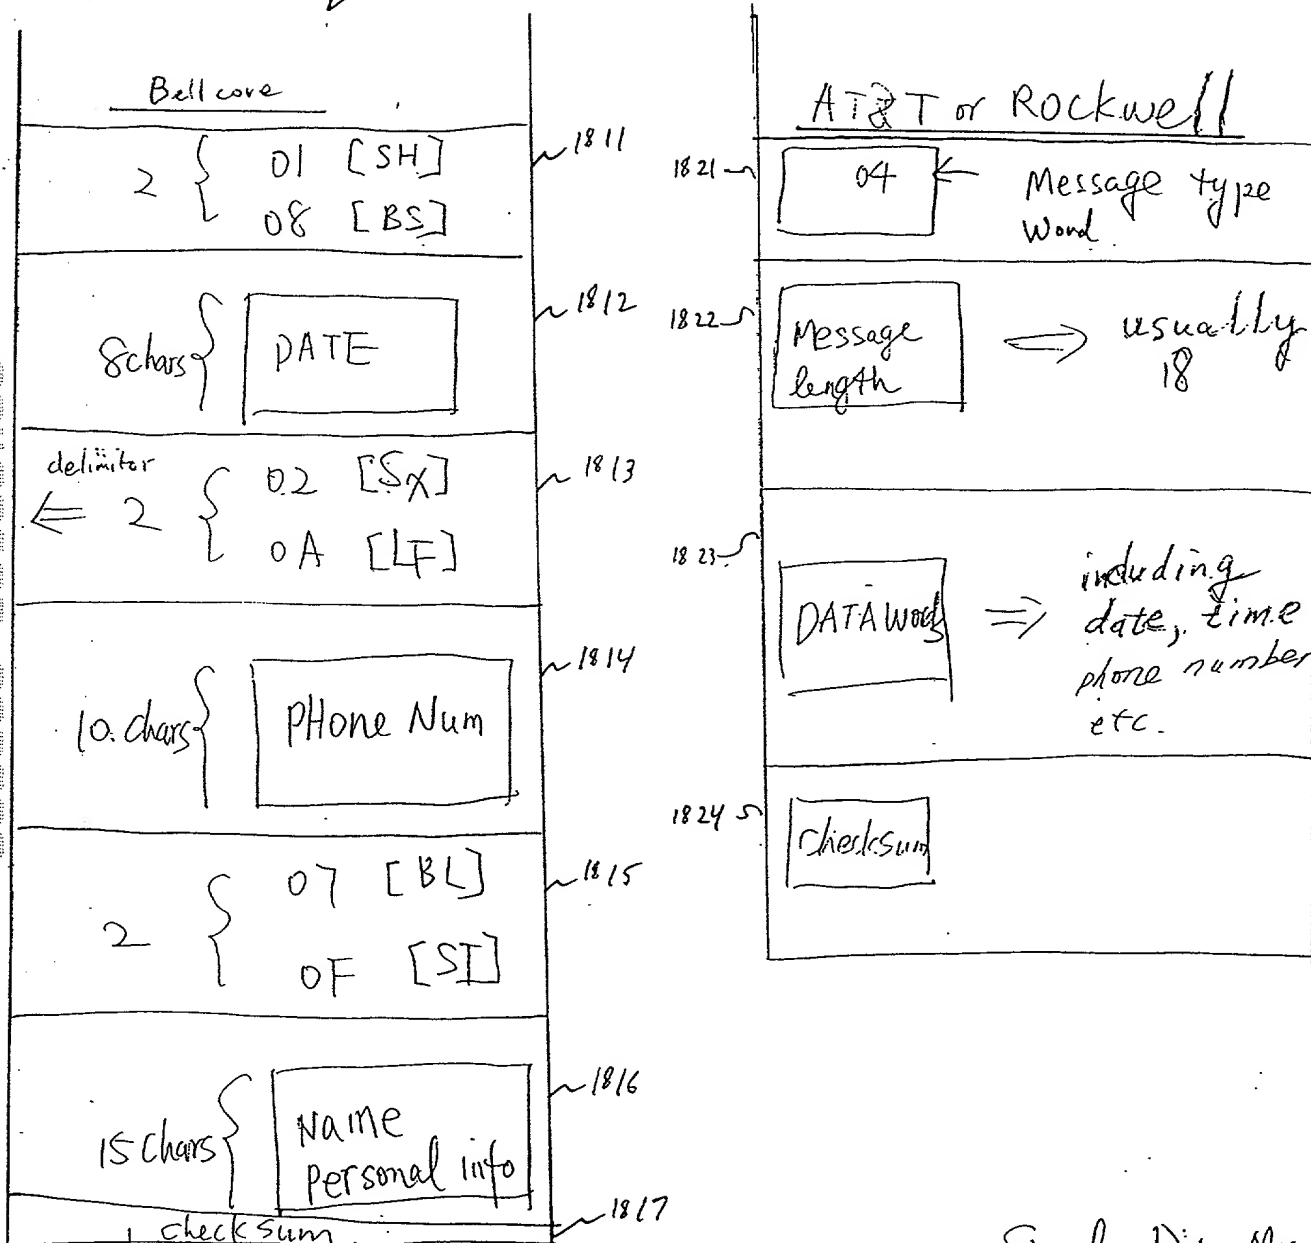 Bellcore
2 { 01 [SH]
08 [BS]
1811
8chars { DATE
1812
delimitor
⇐ 2 { 02 [SX]
0A [LF]
1813
10.chars { PHone Num
1814
2 { 07 [BL]
0F [SI]
1815
15 chars { Name
personal info
1816
1 checksum
1817
AT&T or Rockwell
1821
04 ← Message type
Word
1822
Message
length
⇒ usually
18
1823
DATA Words
⇒ including
date, time
phone number
etc.
1824
checksum